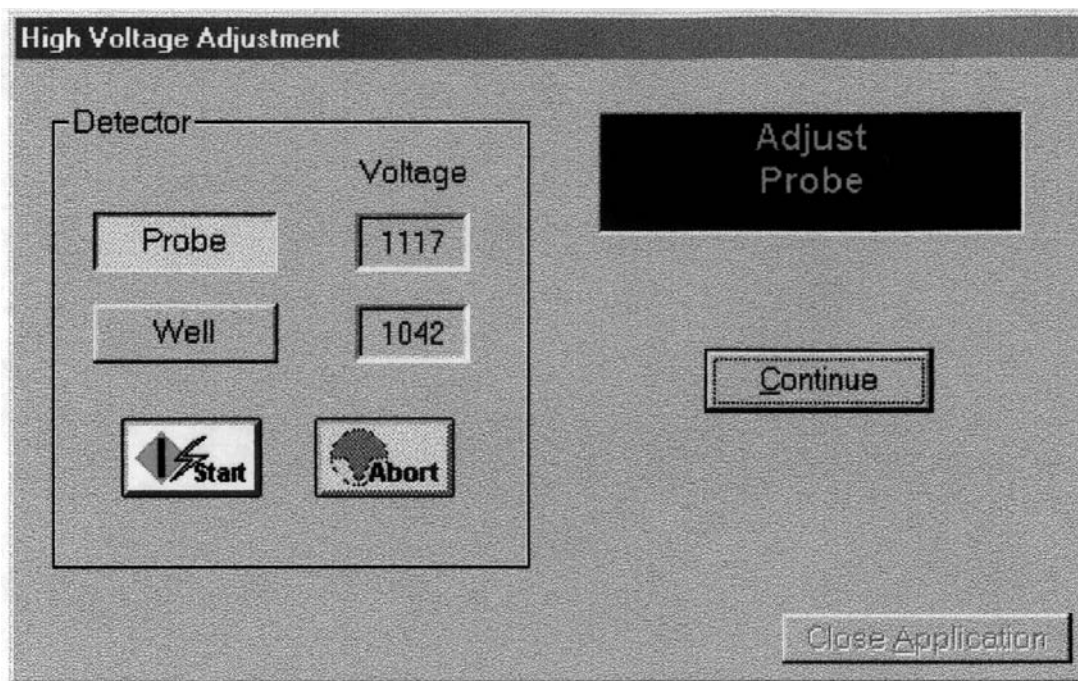 High Voltage Adjustment
Detector
Voltage
Probe 1117
Well 1042
Start Abort
Adjust
Probe
Continue
Close Application